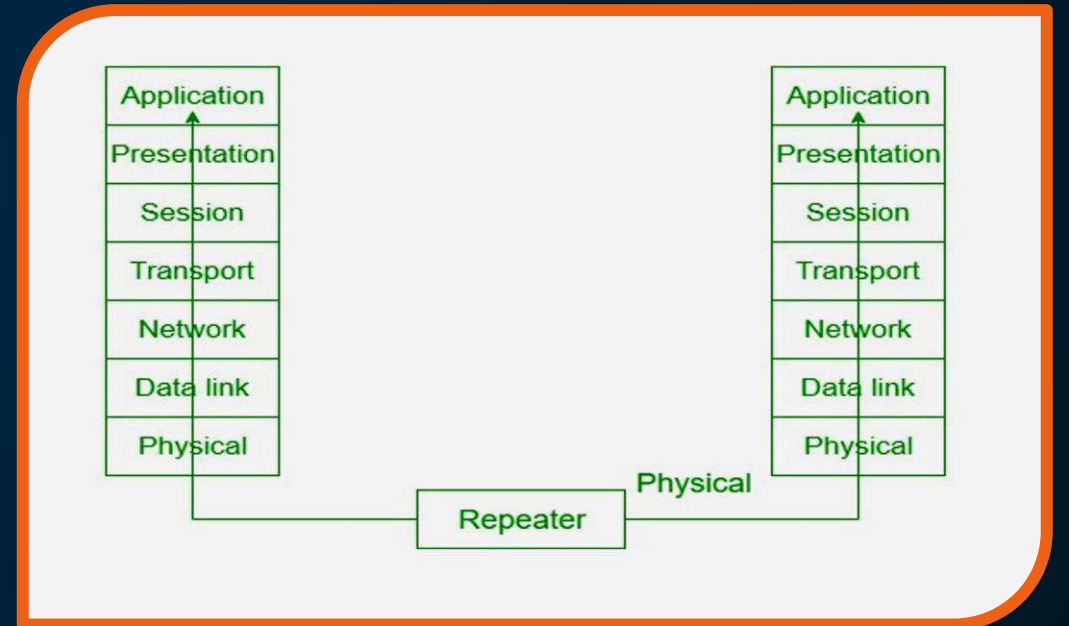 Application
Presentation
Session
Transport
Network
Data link
Physical
Application
Presentation
Session
Transport
Network
Data link
Physical
Physical
Repeater